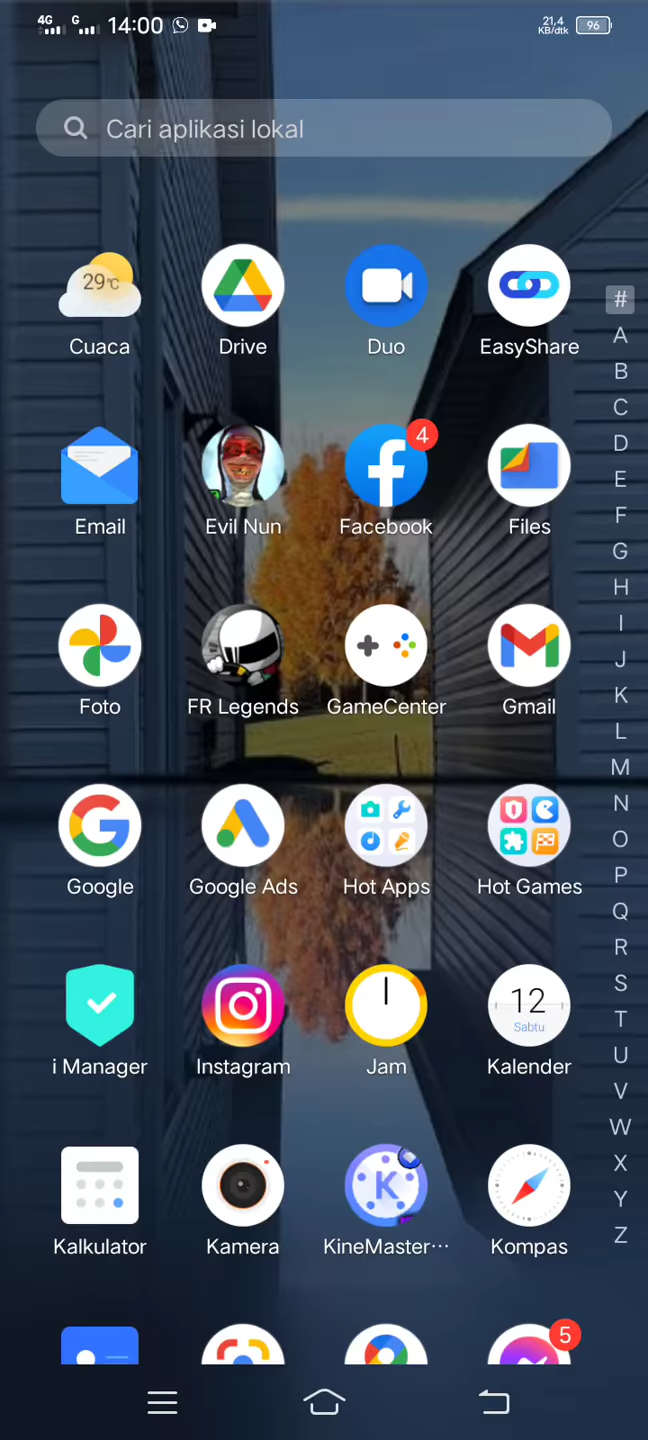 4G G 14:00 21,4 KB/dtk 96
Cari aplikasi lokal
29°C
Cuaca Drive Duo EasyShare
4
Email Evil Nun Facebook Files
Foto FR Legends GameCenter Gmail
Google Google Ads Hot Apps Hot Games
12
Sabtu
i Manager Instagram Jam Kalender
K
Kalkulator Kamera KineMaster··· Kompas
5
#
A
B
C
D
E
F
G
H
I
J
K
L
M
N
O
P
Q
R
S
T
U
V
W
X
Y
Z